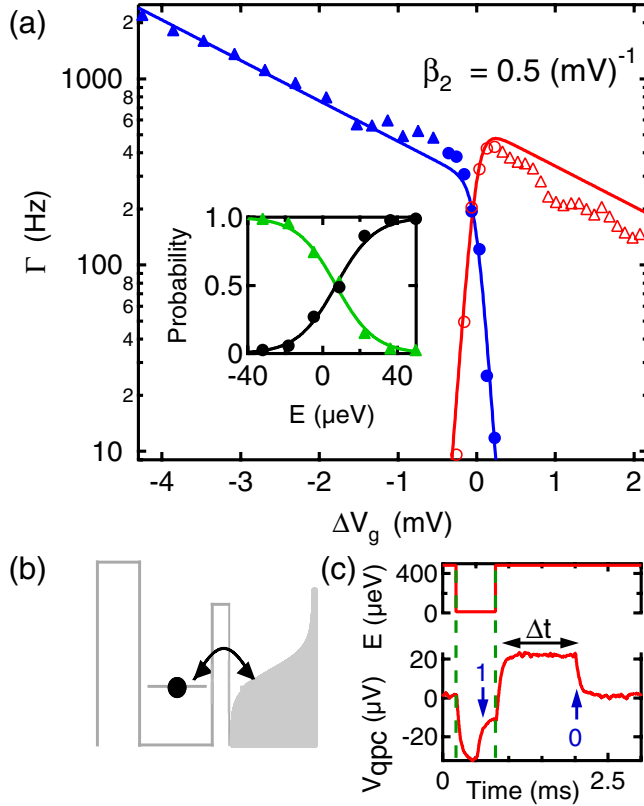 (a)
β₂ = 0.5 (mV)⁻¹
Γ (Hz)
1000
8
6
4
2
100
8
6
4
2
10
2
-4
-3
-2
-1
0
1
2
ΔVg (mV)
Probability
1.0
0.5
0
-40
0
40
E (μeV)
(b)
(c)
E (μeV)
400
0
Δt
Vqpc (μV)
20
0
-20
1
0
0
2.5
Time (ms)